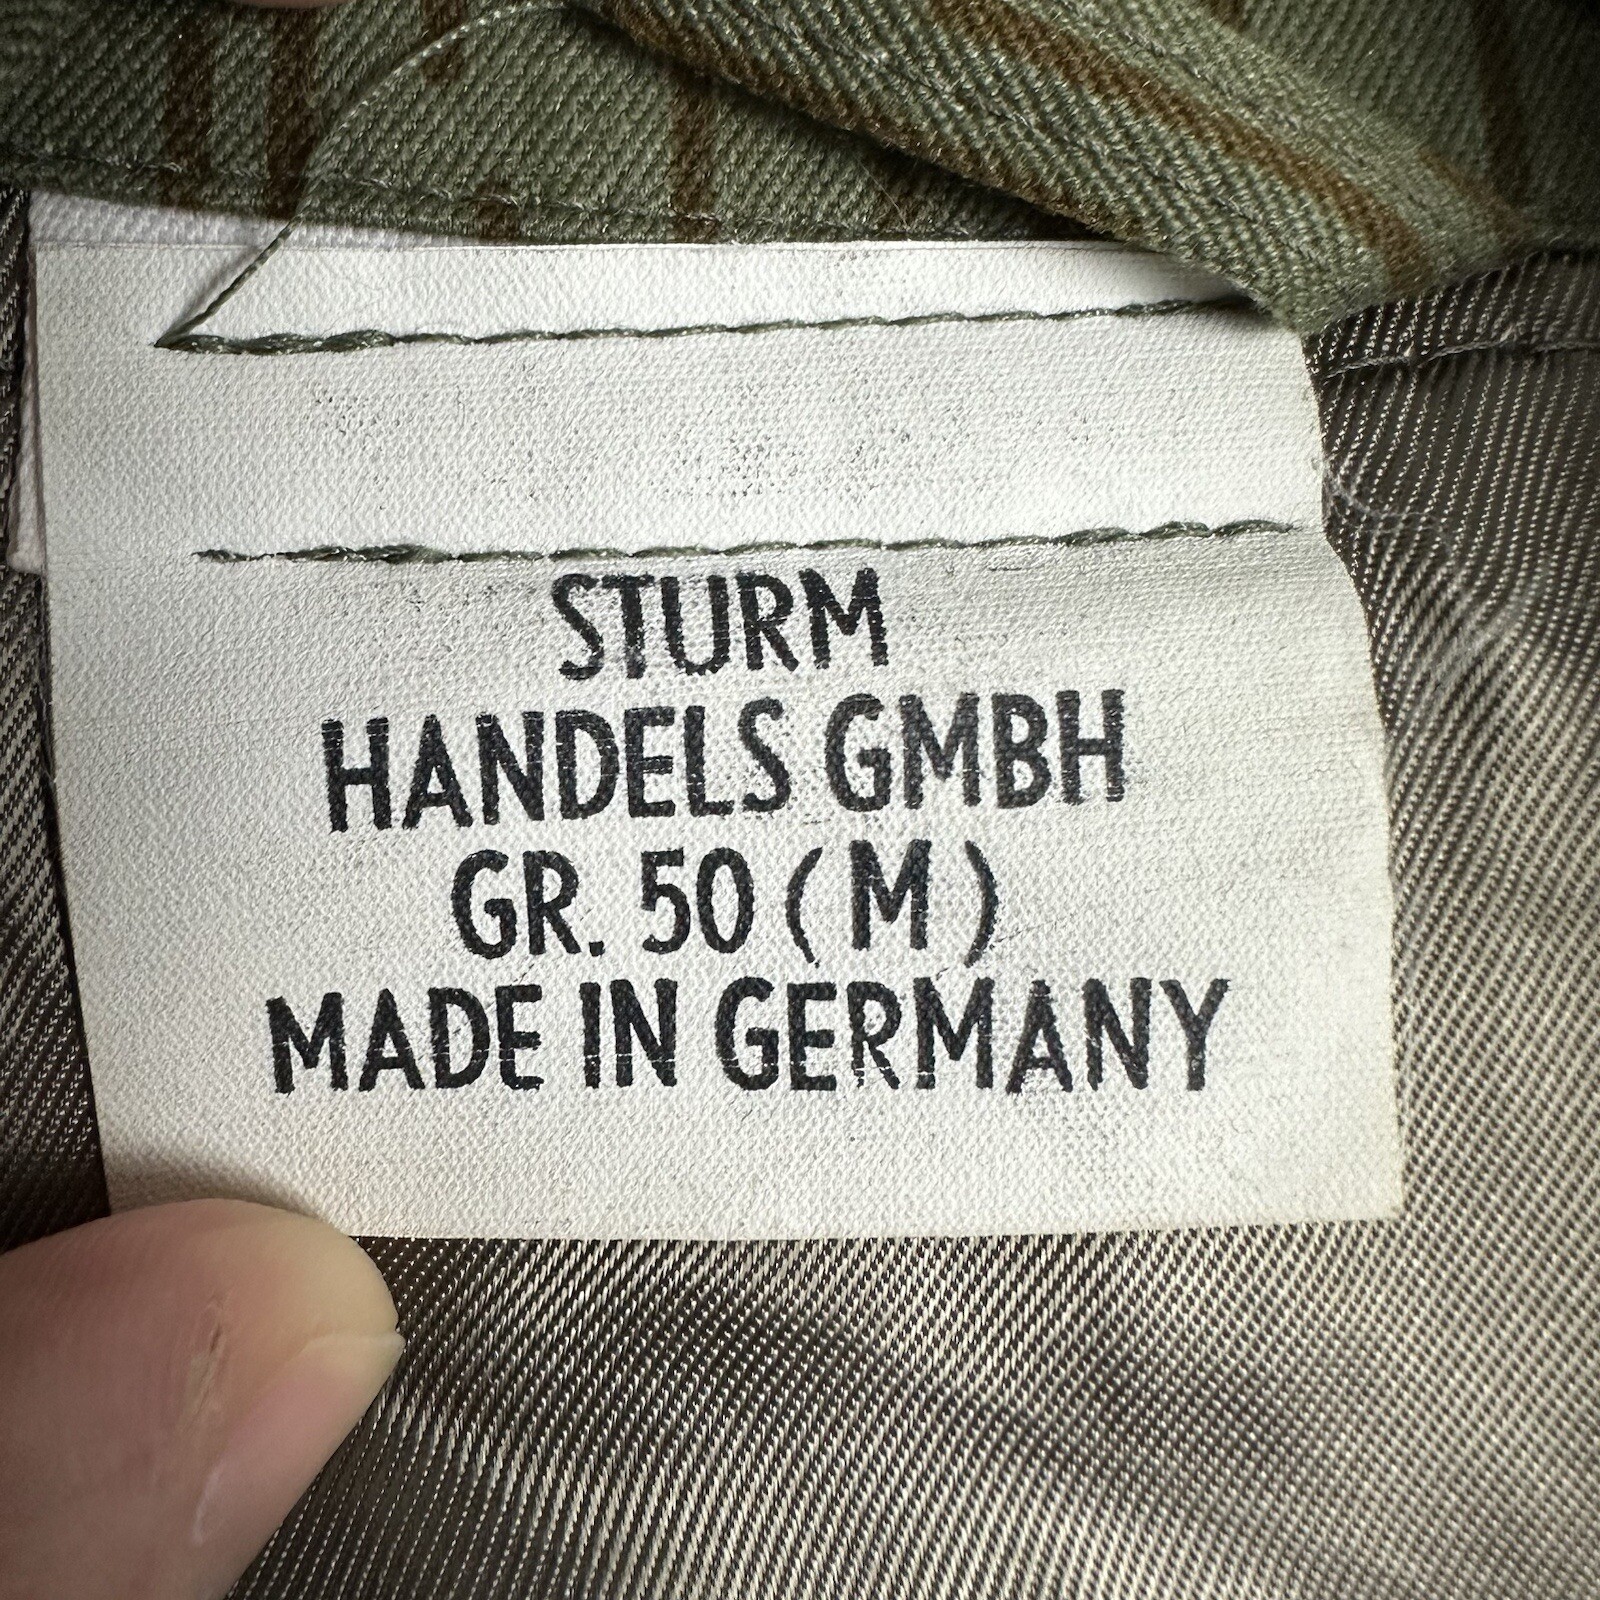 STURM
HANDELS GMBH
GR. 50 (M)
MADE IN GERMANY